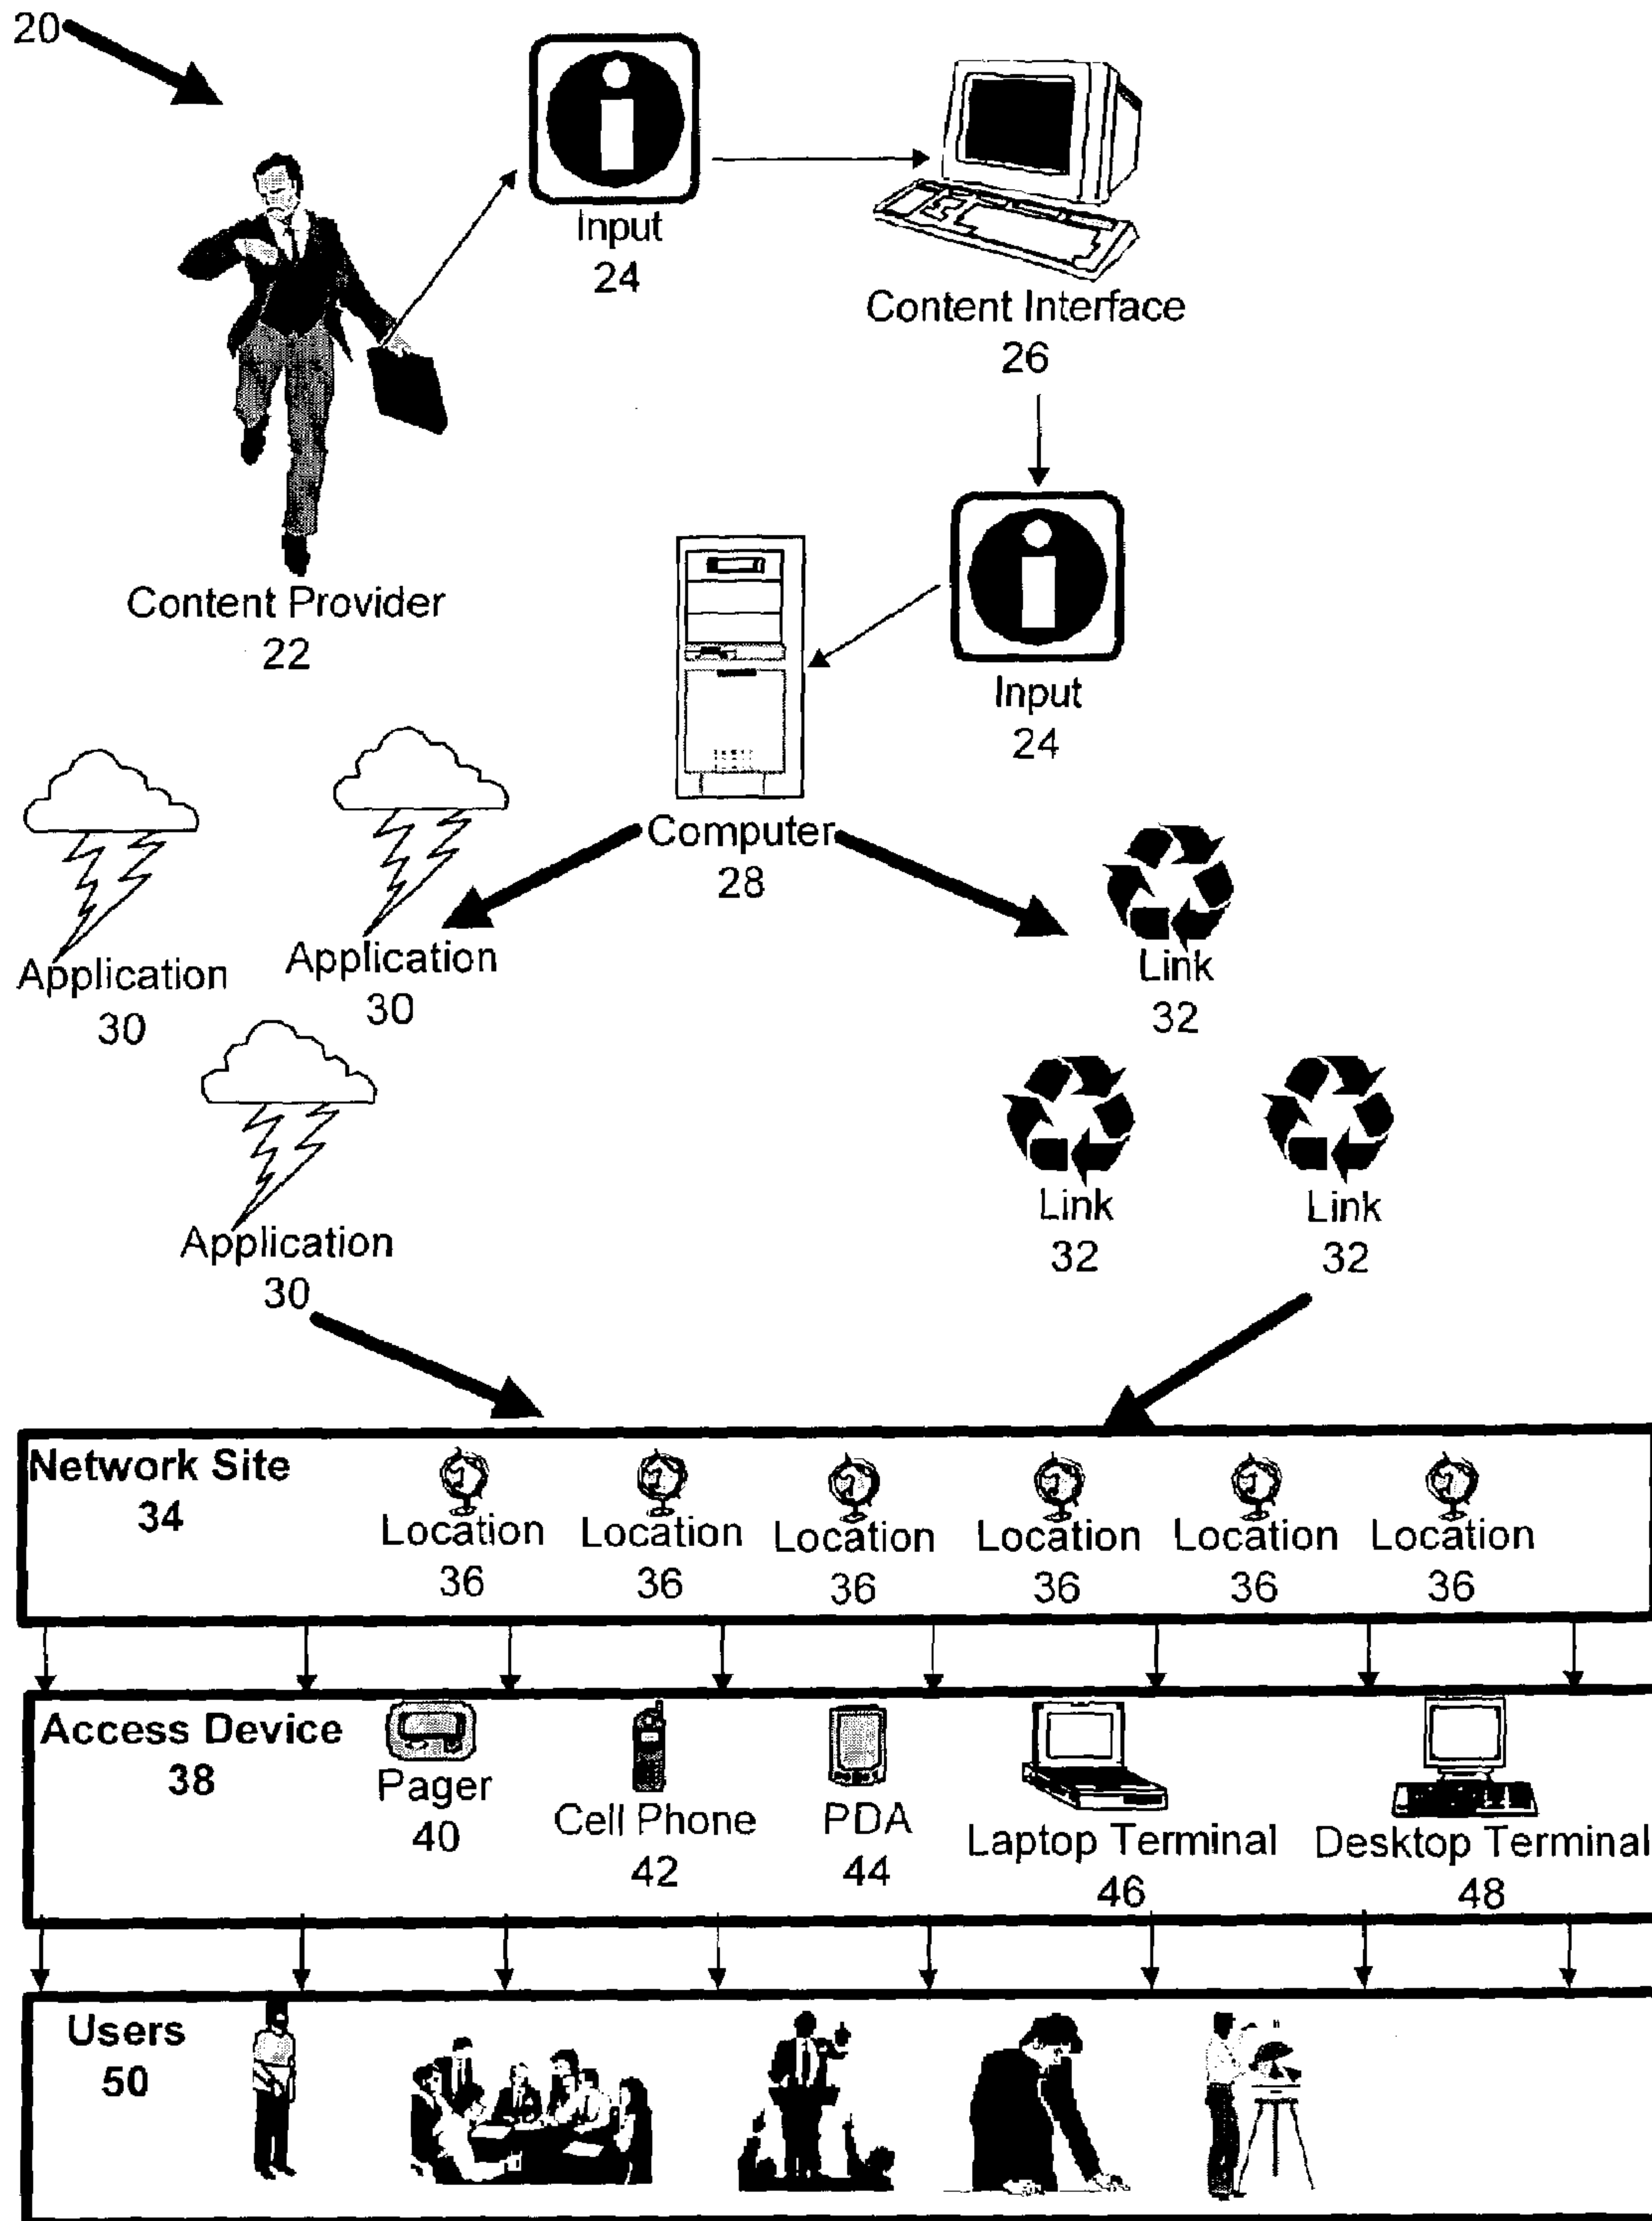 20
Input
24
Content Interface
26
Content Provider
22
Input
24
Computer
28
Application
30
Application
30
Application
30
Link
32
Link
32
Link
32
Network Site
34
Location
36
Location
36
Location
36
Location
36
Location
36
Location
36
Access Device
38
Pager
40
Cell Phone
42
PDA
44
Laptop Terminal
46
Desktop Terminal
48
Users
50